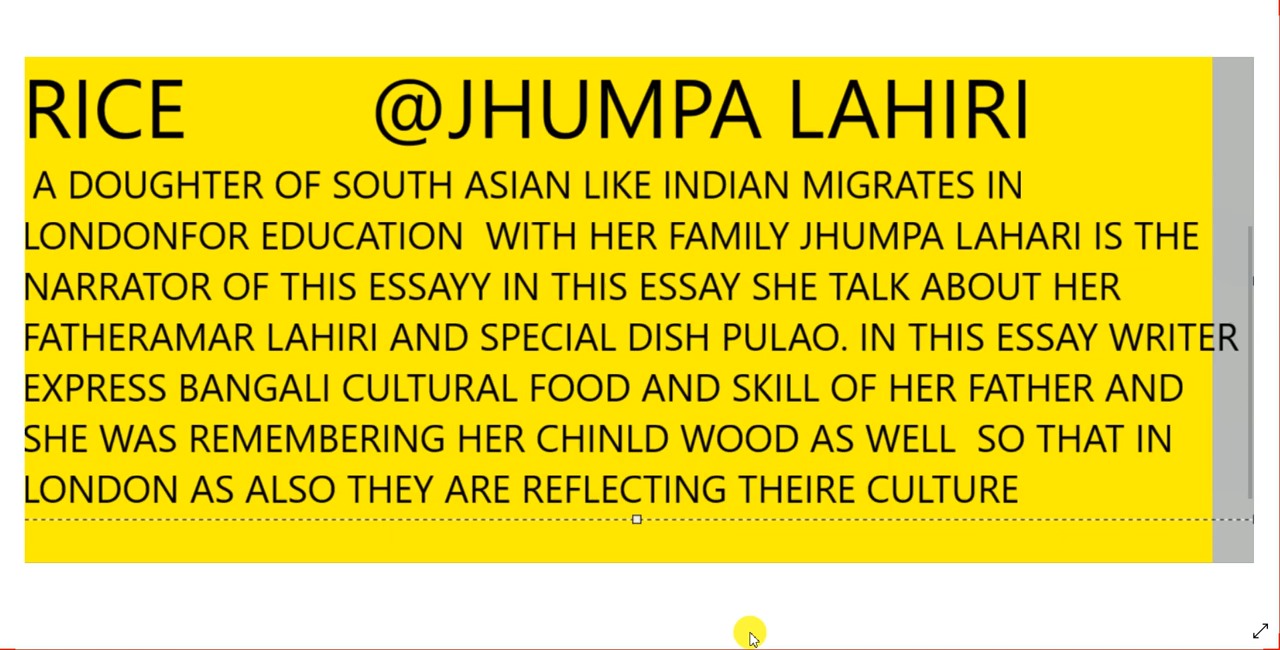 RICE @JHUMPA LAHIRI
A DOUGHTER OF SOUTH ASIAN LIKE INDIAN MIGRATES IN
LONDONFOR EDUCATION WITH HER FAMILY JHUMPA LAHARI IS THE
NARRATOR OF THIS ESSAYY IN THIS ESSAY SHE TALK ABOUT HER
FATHERAMAR LAHIRI AND SPECIAL DISH PULAO. IN THIS ESSAY WRITER
EXPRESS BANGALI CULTURAL FOOD AND SKILL OF HER FATHER AND
SHE WAS REMEMBERING HER CHINLD WOOD AS WELL SO THAT IN
LONDON AS ALSO THEY ARE REFLECTING THEIRE CULTURE